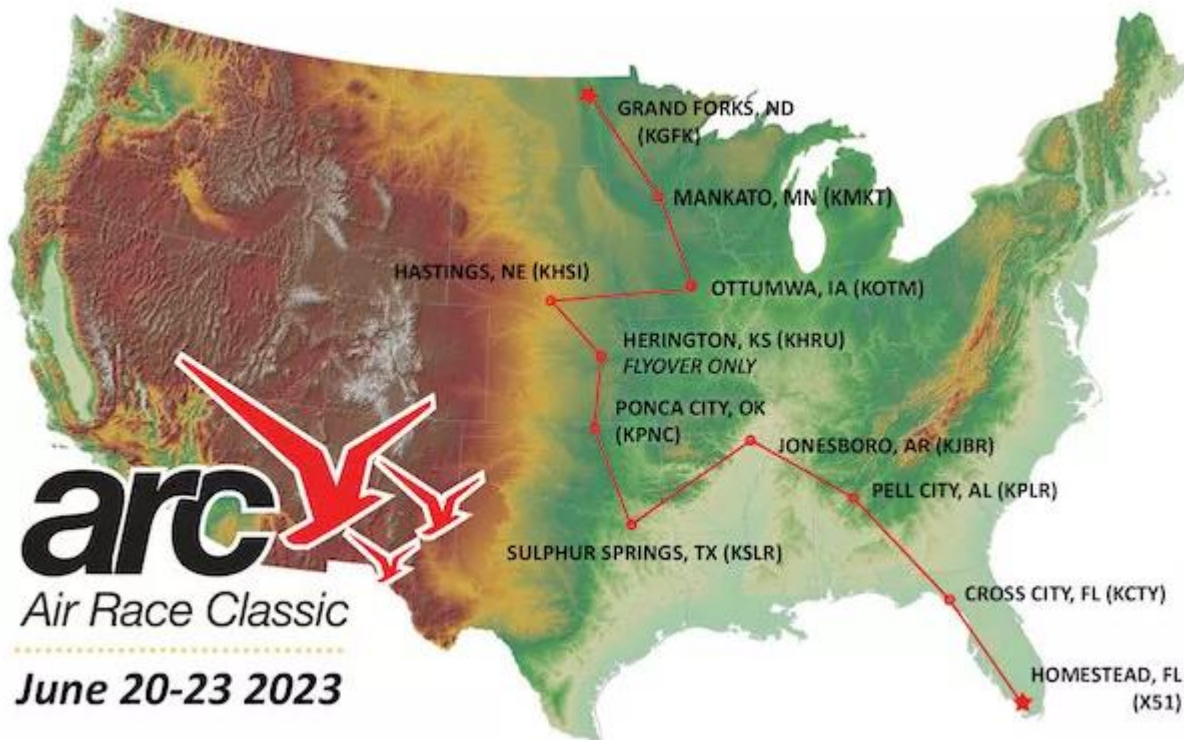 GRAND FORKS, ND
(KGFK)
MANKATO, MN (KMKT)
HASTINGS, NE (KHSI)
OTTUMWA, IA (KOTM)
HERINGTON, KS (KHRU)
FLYOVER ONLY
PONCA CITY, OK
(KPNC)
JONESBORO, AR (KJBR)
PELL CITY, AL (KPLR)
SULPHUR SPRINGS, TX (KSLR)
CROSS CITY, FL (KCTY)
HOMESTEAD, FL
(X51)
arc
Air Race Classic
June 20-23 2023